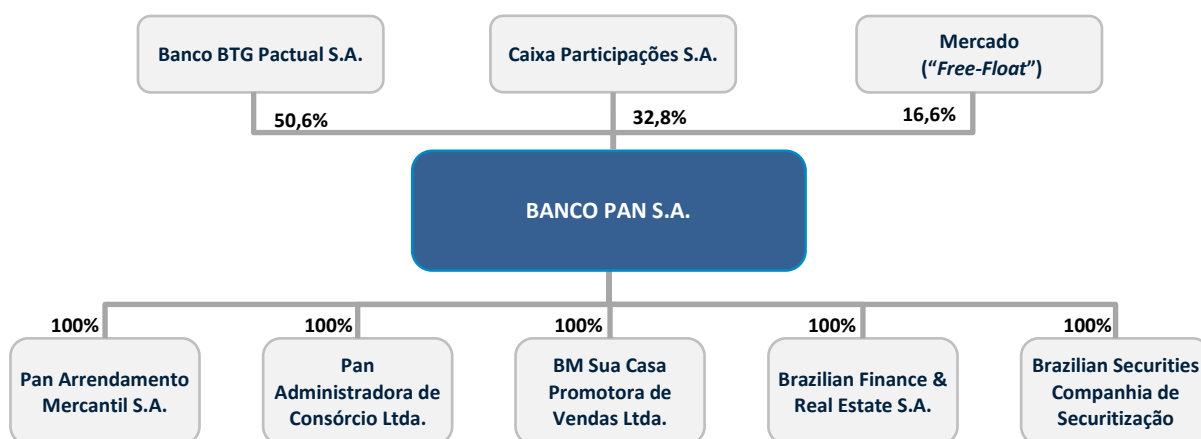 Banco BTG Pactual S.A.
Caixa Participações S.A.
Mercado
(“Free-Float”)
50,6%
32,8%
16,6%
BANCO PAN S.A.
100%
100%
100%
100%
100%
Pan Arrendamento
Mercantil S.A.
Pan
Administradora de
Consórcio Ltda.
BM Sua Casa
Promotora de
Vendas Ltda.
Brazilian Finance &
Real Estate S.A.
Brazilian Securities
Companhia de
Securitização